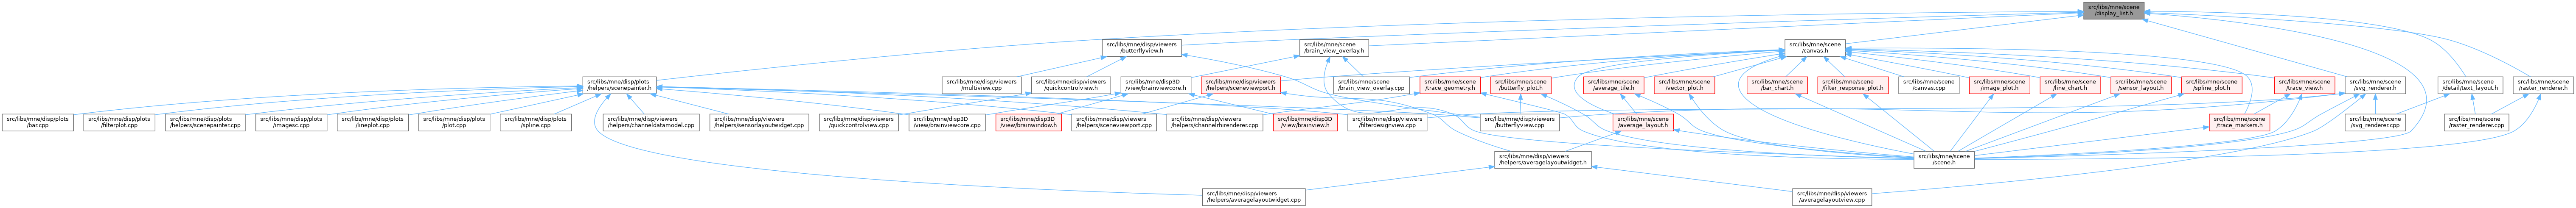 src/libs/mne/scene
/display_list.h
src/libs/mne/disp/viewers
/butterflyview.h
src/libs/mne/scene
/brain_view_overlay.h
src/libs/mne/scene
/canvas.h
src/libs/mne/disp/plots
/helpers/scenepainter.h
src/libs/mne/disp/viewers
/multiview.cpp
src/libs/mne/disp/viewers
/quickcontrolview.h
src/libs/mne/disp3D
/view/brainviewcore.h
src/libs/mne/disp/viewers
/helpers/sceneviewport.h
src/libs/mne/scene
/brain_view_overlay.cpp
src/libs/mne/scene
/trace_geometry.h
src/libs/mne/scene
/butterfly_plot.h
src/libs/mne/scene
/average_tile.h
src/libs/mne/scene
/vector_plot.h
src/libs/mne/scene
/bar_chart.h
src/libs/mne/scene
/filter_response_plot.h
src/libs/mne/scene
/canvas.cpp
src/libs/mne/scene
/image_plot.h
src/libs/mne/scene
/line_chart.h
src/libs/mne/scene
/sensor_layout.h
src/libs/mne/scene
/spline_plot.h
src/libs/mne/scene
/trace_view.h
src/libs/mne/scene
/svg_renderer.h
src/libs/mne/scene
/detail/text_layout.h
src/libs/mne/scene
/raster_renderer.h
src/libs/mne/disp/plots
/bar.cpp
src/libs/mne/disp/plots
/filterplot.cpp
src/libs/mne/disp/plots
/helpers/scenepainter.cpp
src/libs/mne/disp/plots
/imagesc.cpp
src/libs/mne/disp/plots
/lineplot.cpp
src/libs/mne/disp/plots
/plot.cpp
src/libs/mne/disp/plots
/spline.cpp
src/libs/mne/disp/viewers
/helpers/channeldatamodel.cpp
src/libs/mne/disp/viewers
/helpers/sensorlayoutwidget.cpp
src/libs/mne/disp/viewers
/quickcontrolview.cpp
src/libs/mne/disp3D
/view/brainviewcore.cpp
src/libs/mne/disp3D
/view/brainwindow.h
src/libs/mne/disp/viewers
/helpers/sceneviewport.cpp
src/libs/mne/disp/viewers
/helpers/channelrhirenderer.cpp
src/libs/mne/disp3D
/view/brainview.h
src/libs/mne/disp/viewers
/filterdesignview.cpp
src/libs/mne/disp/viewers
/butterflyview.cpp
src/libs/mne/scene
/average_layout.h
src/libs/mne/scene
/trace_markers.h
src/libs/mne/scene
/svg_renderer.cpp
src/libs/mne/scene
/raster_renderer.cpp
src/libs/mne/disp/viewers
/helpers/averagelayoutwidget.h
src/libs/mne/scene
/scene.h
src/libs/mne/disp/viewers
/helpers/averagelayoutwidget.cpp
src/libs/mne/disp/viewers
/averagelayoutview.cpp